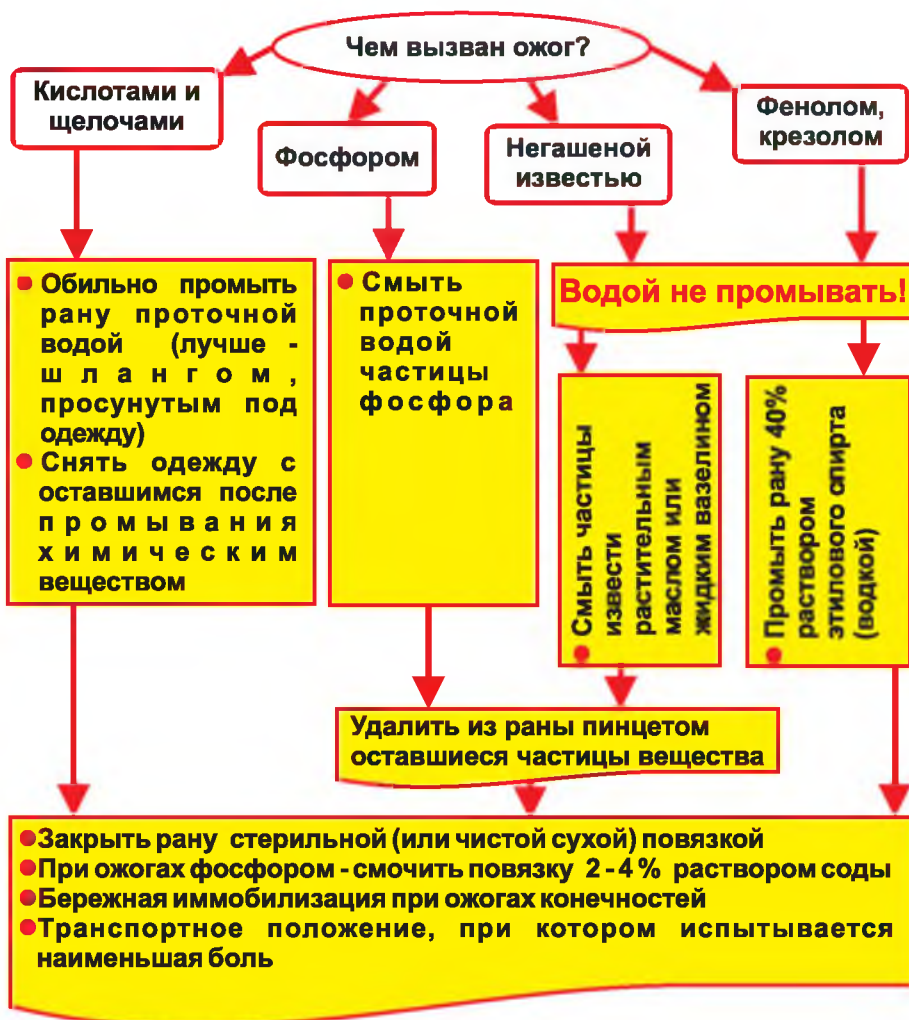 Чем вызван ожог?
Кислотами и
щелочами
Фосфором
Негашеной
известью
Фенолом,
крезолом
Обильно промыть
рану проточной
водой (лучше -
шлангом,
просунутым под
одежду)
Снять одежду с
оставшимся после
промывания
химическим
веществом
Смыть
проточной
водой
частицы
фосфора
Водой не промывать!
Смыть частицы
извести
растительным
маслом или
жидким вазелином
Промыть рану 40%
раствором
этилового спирта
(водкой)
Удалить из раны пинцетом
оставшиеся частицы вещества
Закрыть рану стерильной (или чистой сухой) повязкой
При ожогах фосфором - смочить повязку 2-4% раствором соды
Бережная иммобилизация при ожогах конечностей
Транспортное положение, при котором испытывается
наименьшая боль